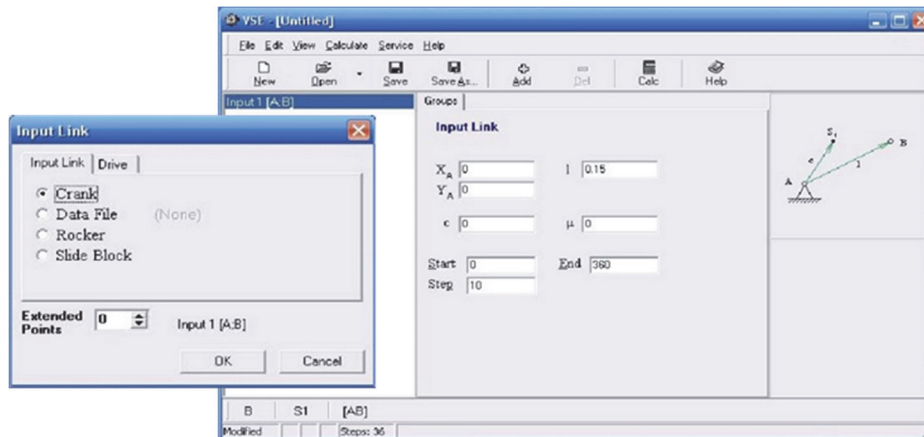 VSE - [Untitled]
File Edit View Calculate Service Help
New Open Save Save As... Add Del Calc Help
Input 1 [A;B]
Groups
Input Link
X_A 0 l 0.15
Y_A 0
c 0 μ 0
Start 0 End 360
Step 10
S₁
B
c
l
A
Input Link
Input Link Drive
Crank
Data File (None)
Rocker
Slide Block
Extended Points 0 Input 1 [A;B]
OK Cancel
B S1 [AB]
Modified Steps: 36